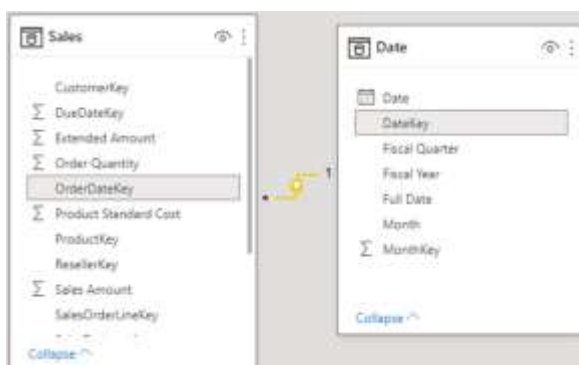 Sales
CustomerKey
DueDateKey
Extended Amount
Order Quantity
OrderDateKey
Product Standard Cost
ProductKey
ResellerKey
Sales Amount
SalesOrderLineKey
Collapse
*
1
Date
Date
DateKey
Fiscal Quarter
Fiscal Year
Full Date
Month
MonthKey
Collapse